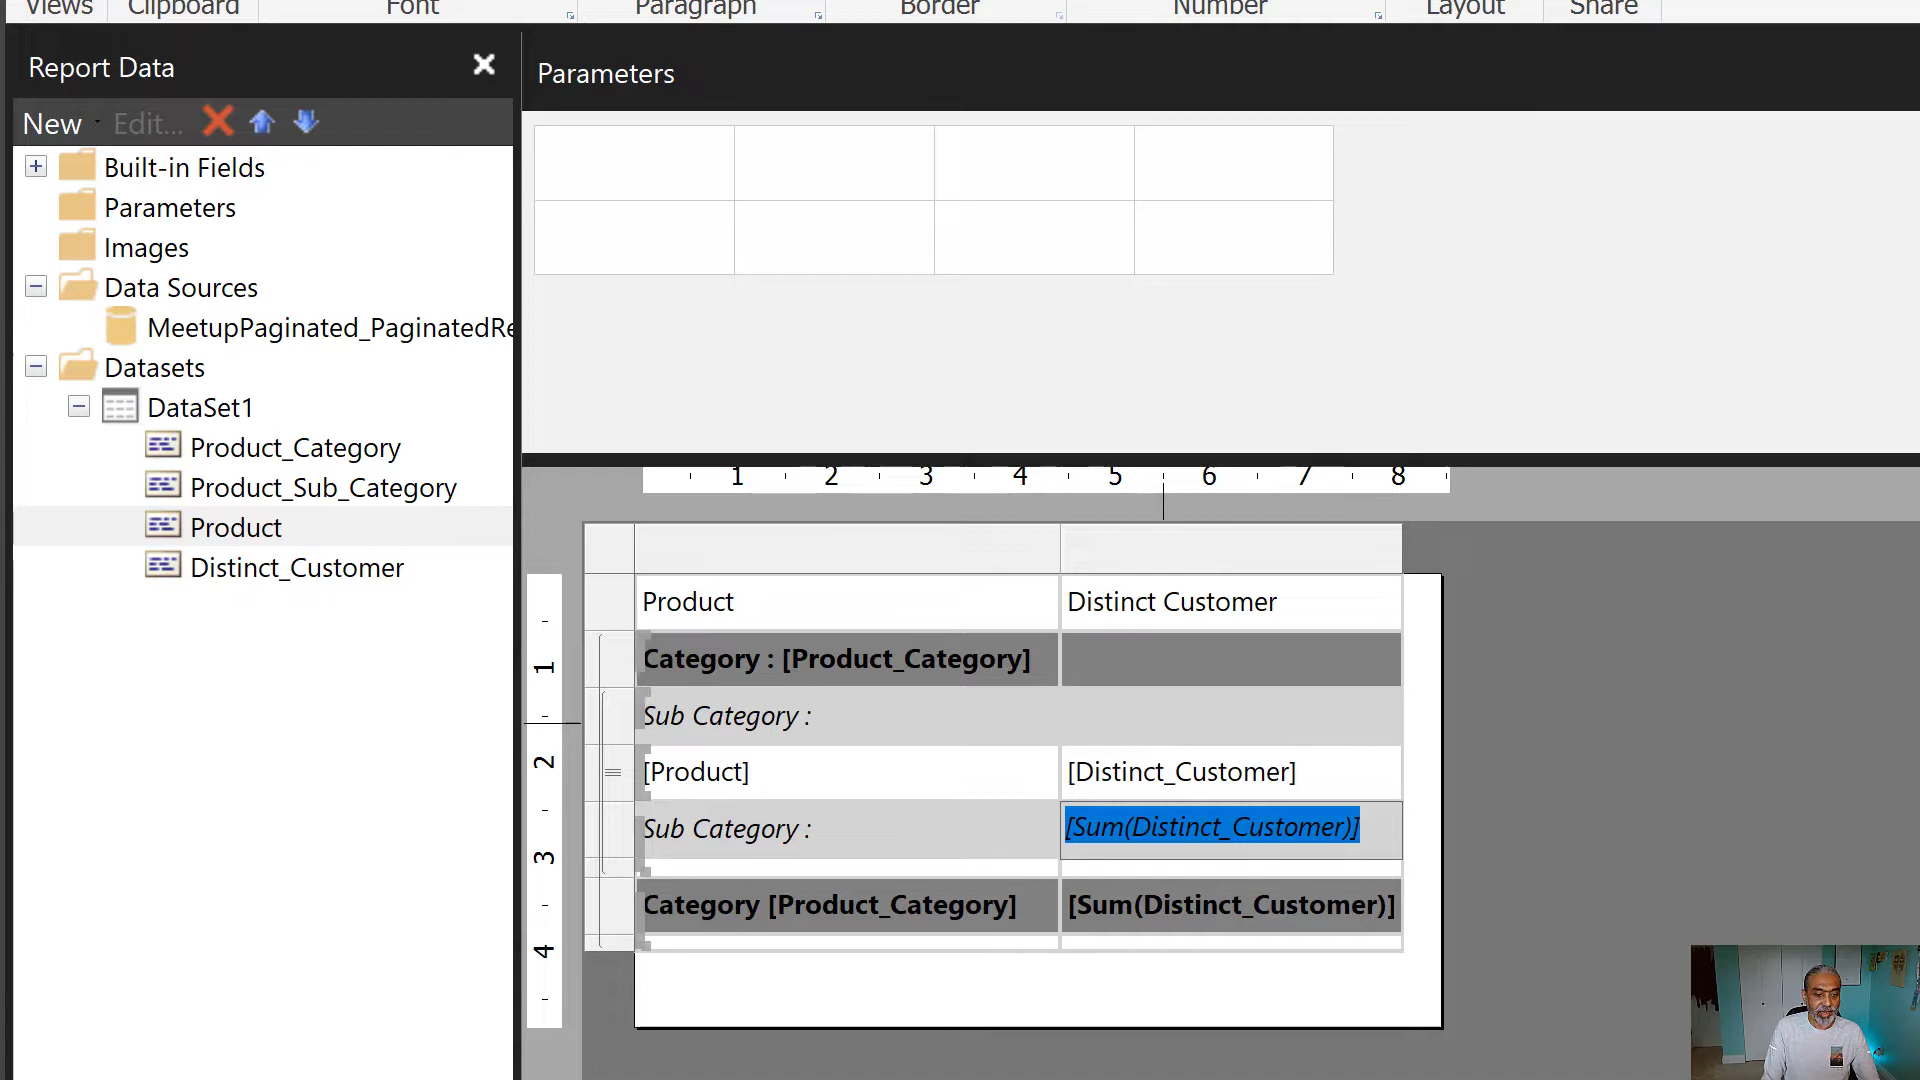 Views Clipboard Font Paragraph Border Number Layout Share
Report Data
Parameters
New Edit...
Built-in Fields
Parameters
Images
Data Sources
MeetupPaginated_PaginatedRe
Datasets
DataSet1
Product_Category
Product_Sub_Category
Product
Distinct_Customer
1 2 3 4 5 6 7 8
1
2
3
4
Product Distinct Customer
Category : [Product_Category]
Sub Category :
[Product] [Distinct_Customer]
Sub Category : [Sum(Distinct_Customer)]
Category [Product_Category] [Sum(Distinct_Customer)]